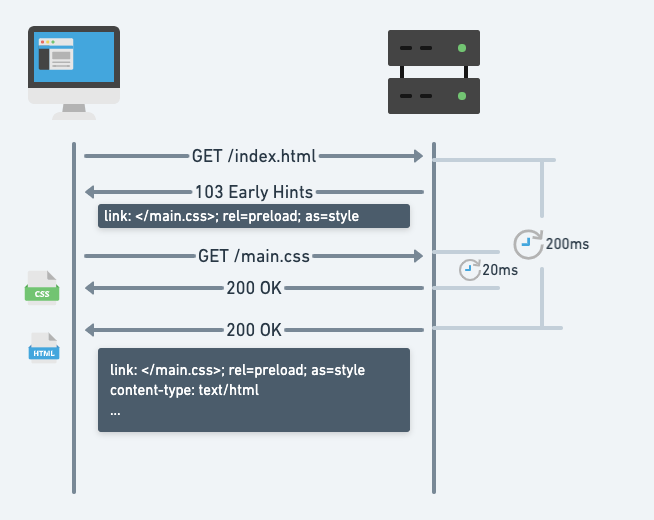 GET /index.html
103 Early Hints
link: </main.css>; rel=preload; as=style
200ms
GET /main.css
20ms
CSS
200 OK
200 OK
HTML
link: </main.css>; rel=preload; as=style
content-type: text/html
...